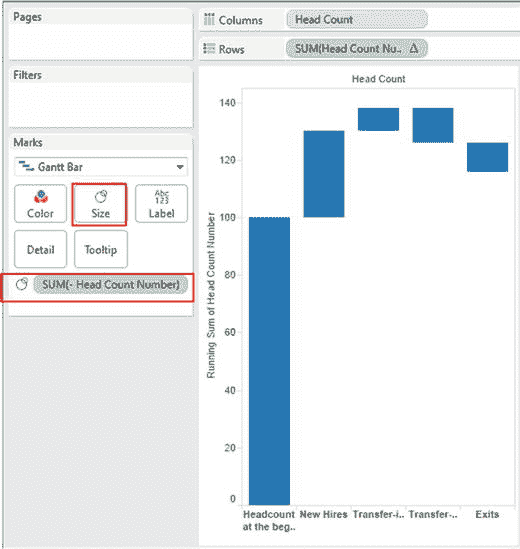 Pages
Columns
Head Count
Rows
SUM(Head Count Nu.. Δ
Filters
Marks
Gantt Bar
Color
Size
Abc
123
Label
Detail
Tooltip
SUM(- Head Count Number)
Head Count
Running Sum of Head Count Number
140
120
100
80
60
40
20
0
Headcount
at the beg..
New Hires
Transfer-i..
Transfer-..
Exits